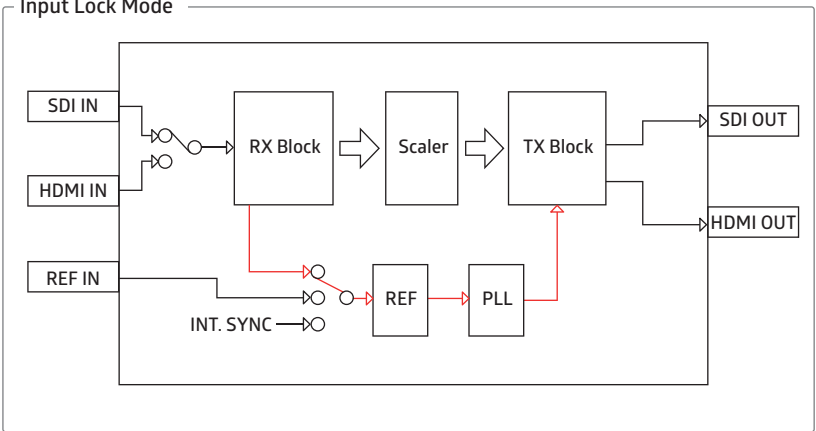 Input Lock Mode
SDI IN
RX Block
Scaler
TX Block
SDI OUT
HDMI IN
HDMI OUT
REF IN
REF
PLL
INT. SYNC